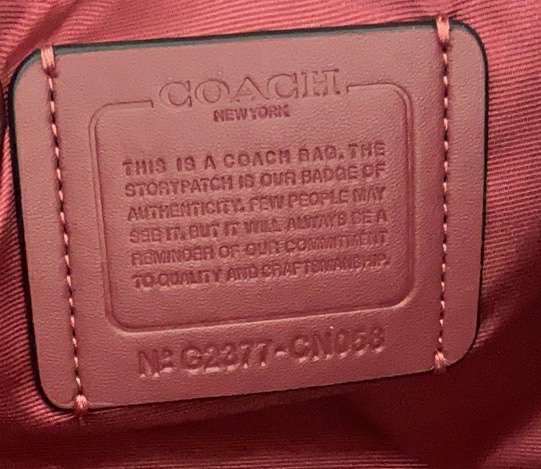 COACH
NEW YORK
THIS IS A COACH BAG. THE
STORYPATCH IS OUR BADGE OF
AUTHENTICITY. FEW PEOPLE MAY
SEE IT, BUT IT WILL ALWAYS BE A
REMINDER OF OUR COMMITMENT
TO QUALITY AND CRAFTSMANSHIP.
Nº C2377-CN058